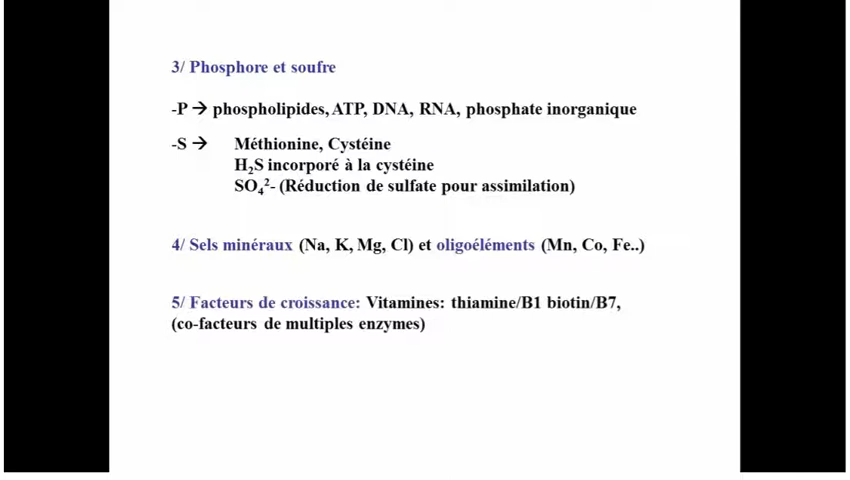 3/ Phosphore et soufre
-P → phospholipides, ATP, DNA, RNA, phosphate inorganique
-S → Méthionine, Cystéine
H₂S incorporé à la cystéine
SO₄²- (Réduction de sulfate pour assimilation)
4/ Sels minéraux (Na, K, Mg, Cl) et oligoéléments (Mn, Co, Fe..)
5/ Facteurs de croissance: Vitamines: thiamine/B1 biotin/B7,
(co-facteurs de multiples enzymes)